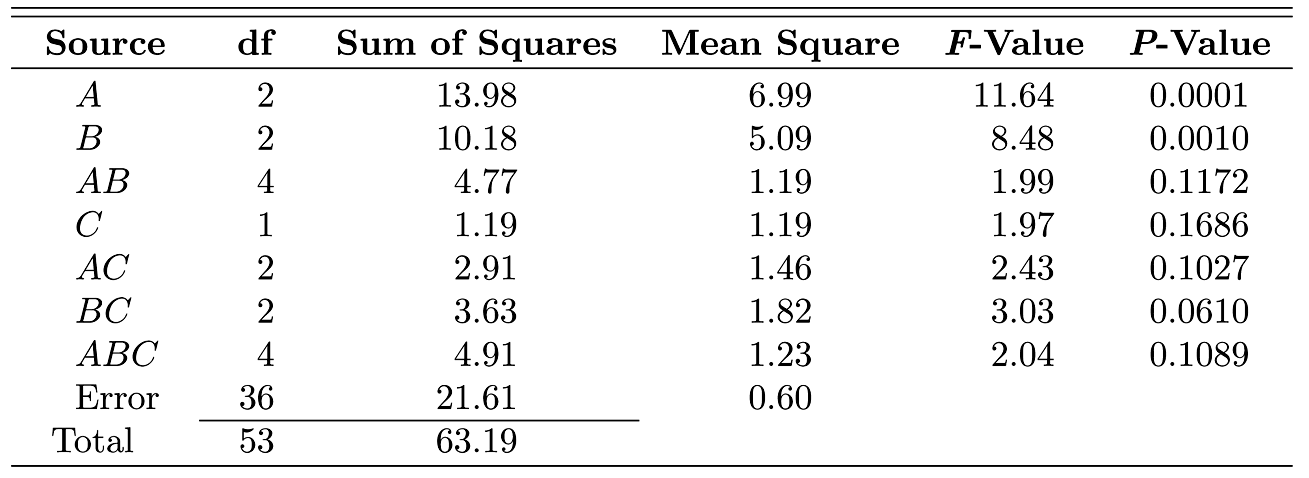 Source df Sum of Squares Mean Square F-Value P-Value
A 2 13.98 6.99 11.64 0.0001
B 2 10.18 5.09 8.48 0.0010
AB 4 4.77 1.19 1.99 0.1172
C 1 1.19 1.19 1.97 0.1686
AC 2 2.91 1.46 2.43 0.1027
BC 2 3.63 1.82 3.03 0.0610
ABC 4 4.91 1.23 2.04 0.1089
Error 36 21.61 0.60
Total 53 63.19